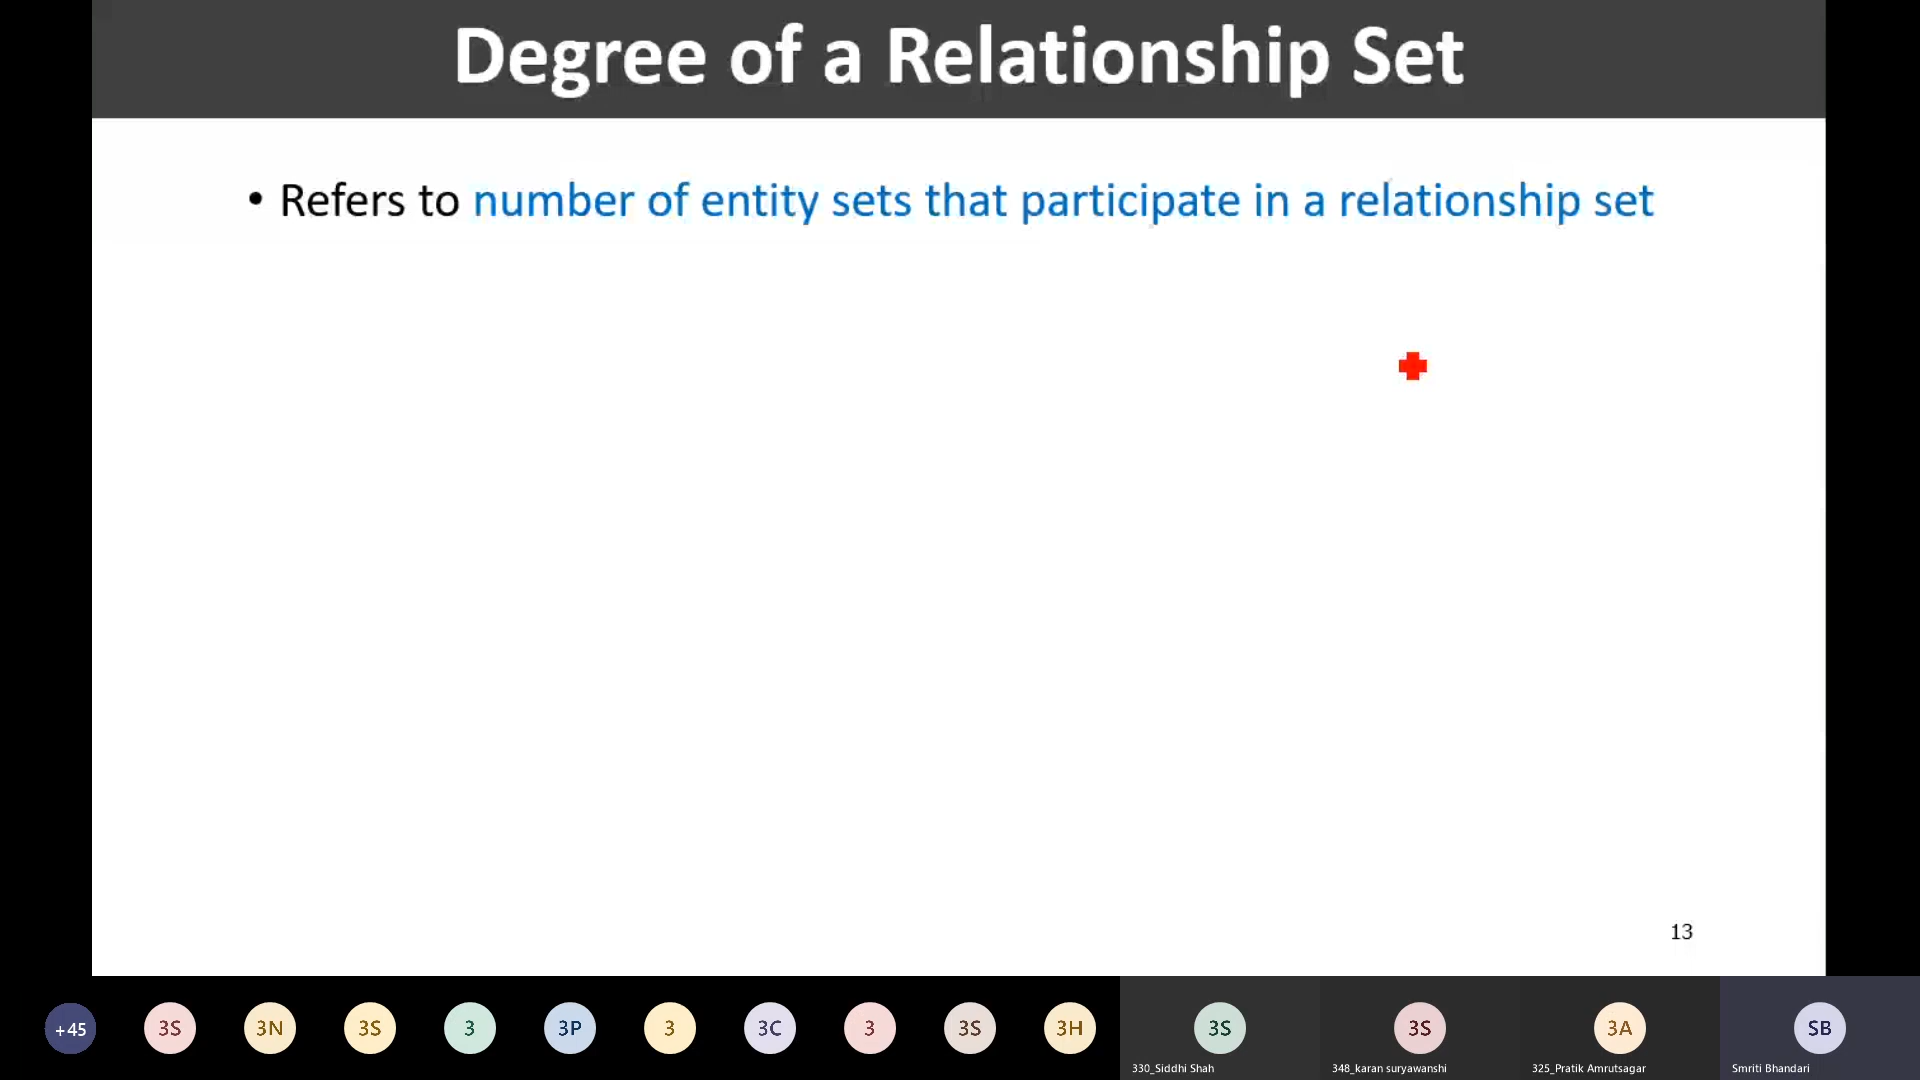 Degree of a Relationship Set
• Refers to number of entity sets that participate in a relationship set
13
+45
3S
3N
3S
3
3P
3
3C
3
3S
3H
3S
3S
3A
SB
330_Siddhi Shah
348_karan suryawanshi
325_Pratik Amrutsagar
Smriti Bhandari